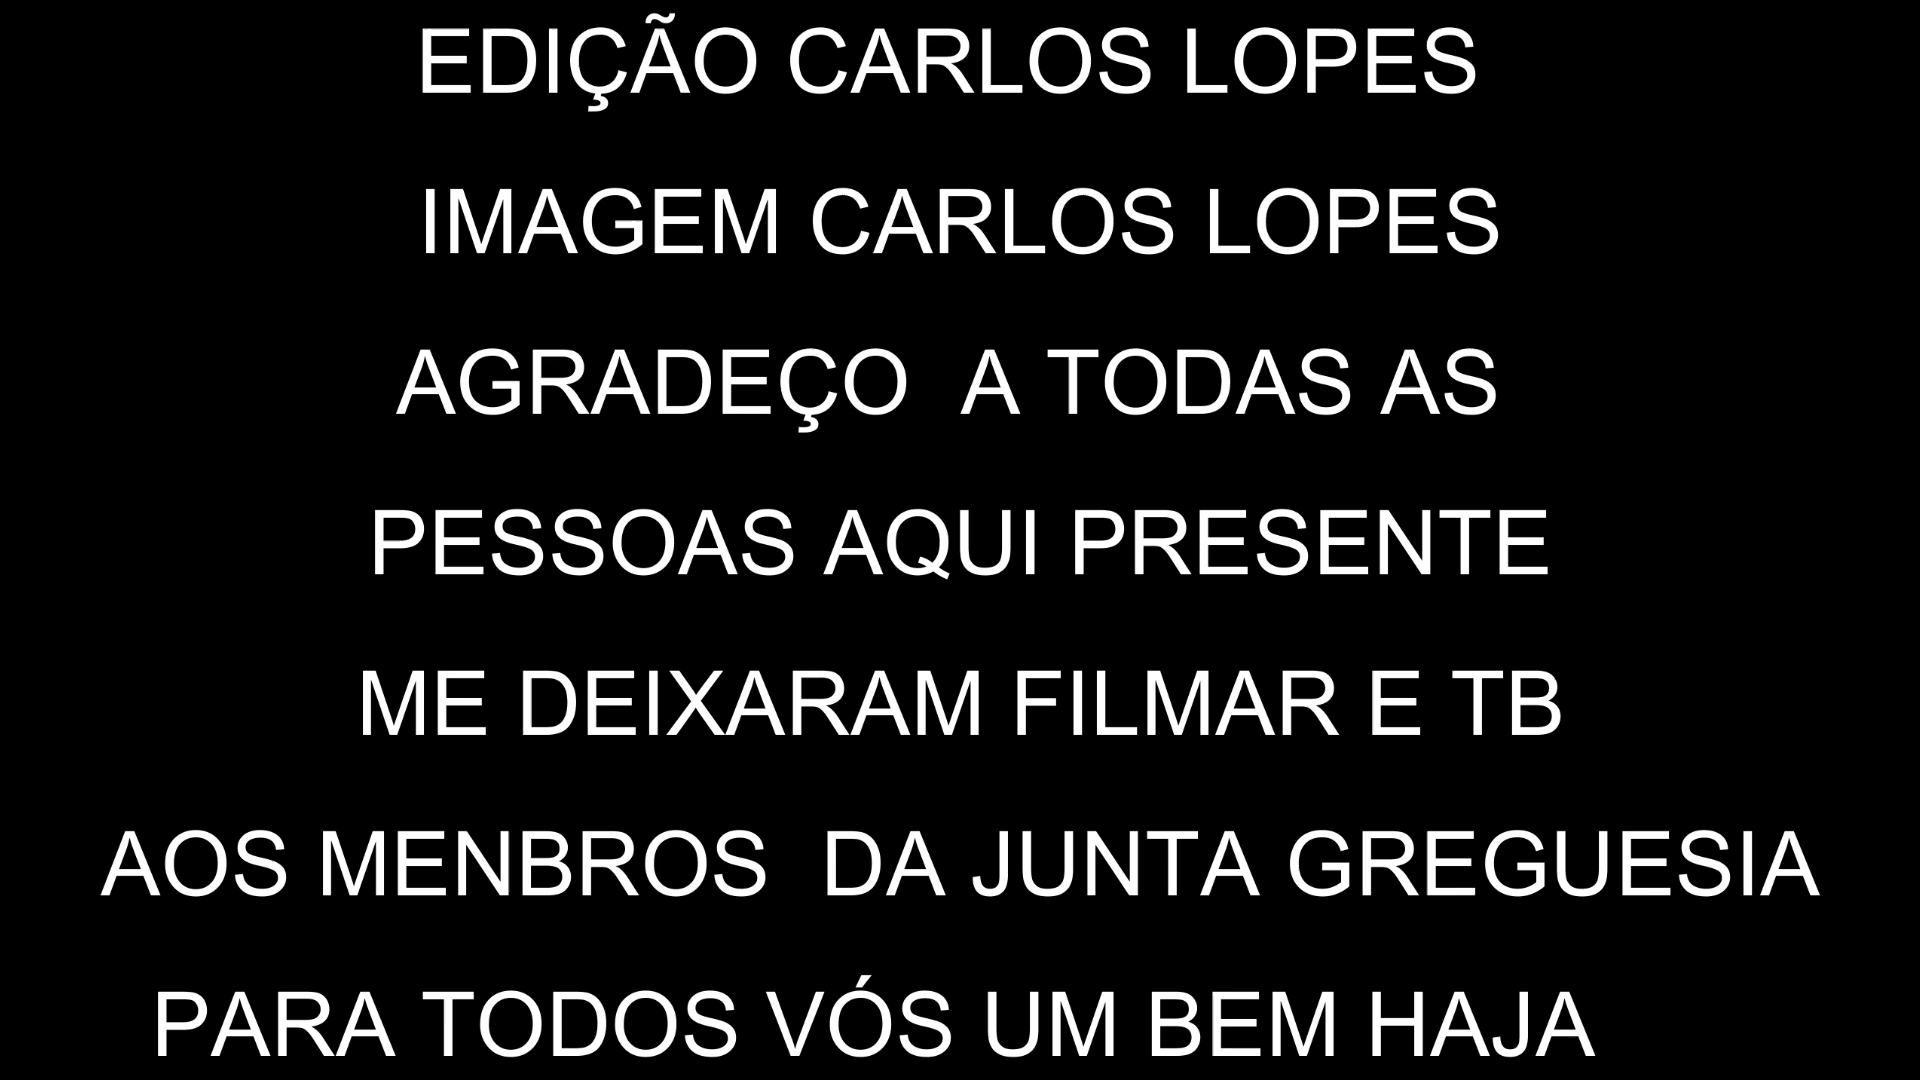 EDIÇÃO CARLOS LOPES
IMAGEM CARLOS LOPES
AGRADEÇO A TODAS AS
PESSOAS AQUI PRESENTE
ME DEIXARAM FILMAR E TB
AOS MENBROS DA JUNTA GREGUESIA
PARA TODOS VÓS UM BEM HAJA